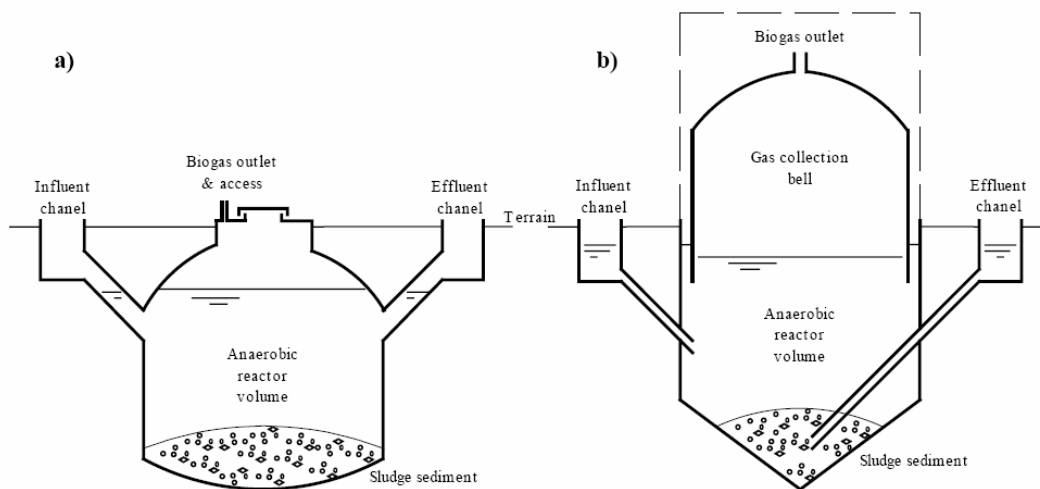 a)
Biogas outlet
& access
Influent
chanel
Effluent
chanel
Terrain
Anaerobic
reactor
volume
Sludge sediment
b)
Biogas outlet
Gas collection
bell
Influent
chanel
Effluent
chanel
Anaerobic
reactor
volume
Sludge sediment